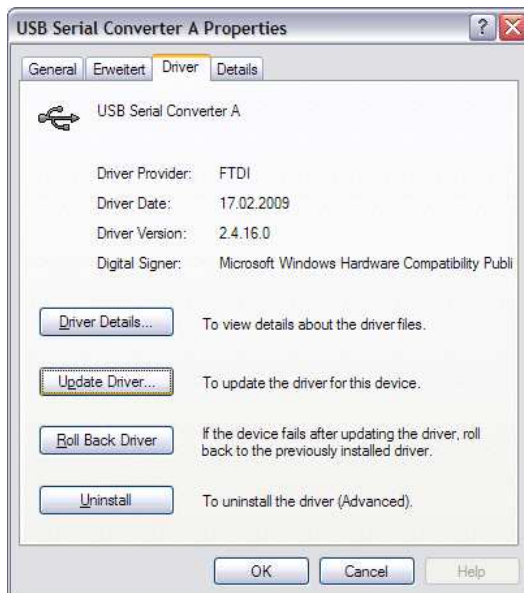 USB Serial Converter A Properties
General Erweitert Driver Details
USB Serial Converter A
Driver Provider: FTDI
Driver Date: 17.02.2009
Driver Version: 2.4.16.0
Digital Signer: Microsoft Windows Hardware Compatibility Publi
Driver Details... To view details about the driver files.
Update Driver... To update the driver for this device.
Roll Back Driver If the device fails after updating the driver, roll
back to the previously installed driver.
Uninstall To uninstall the driver (Advanced).
OK Cancel Help